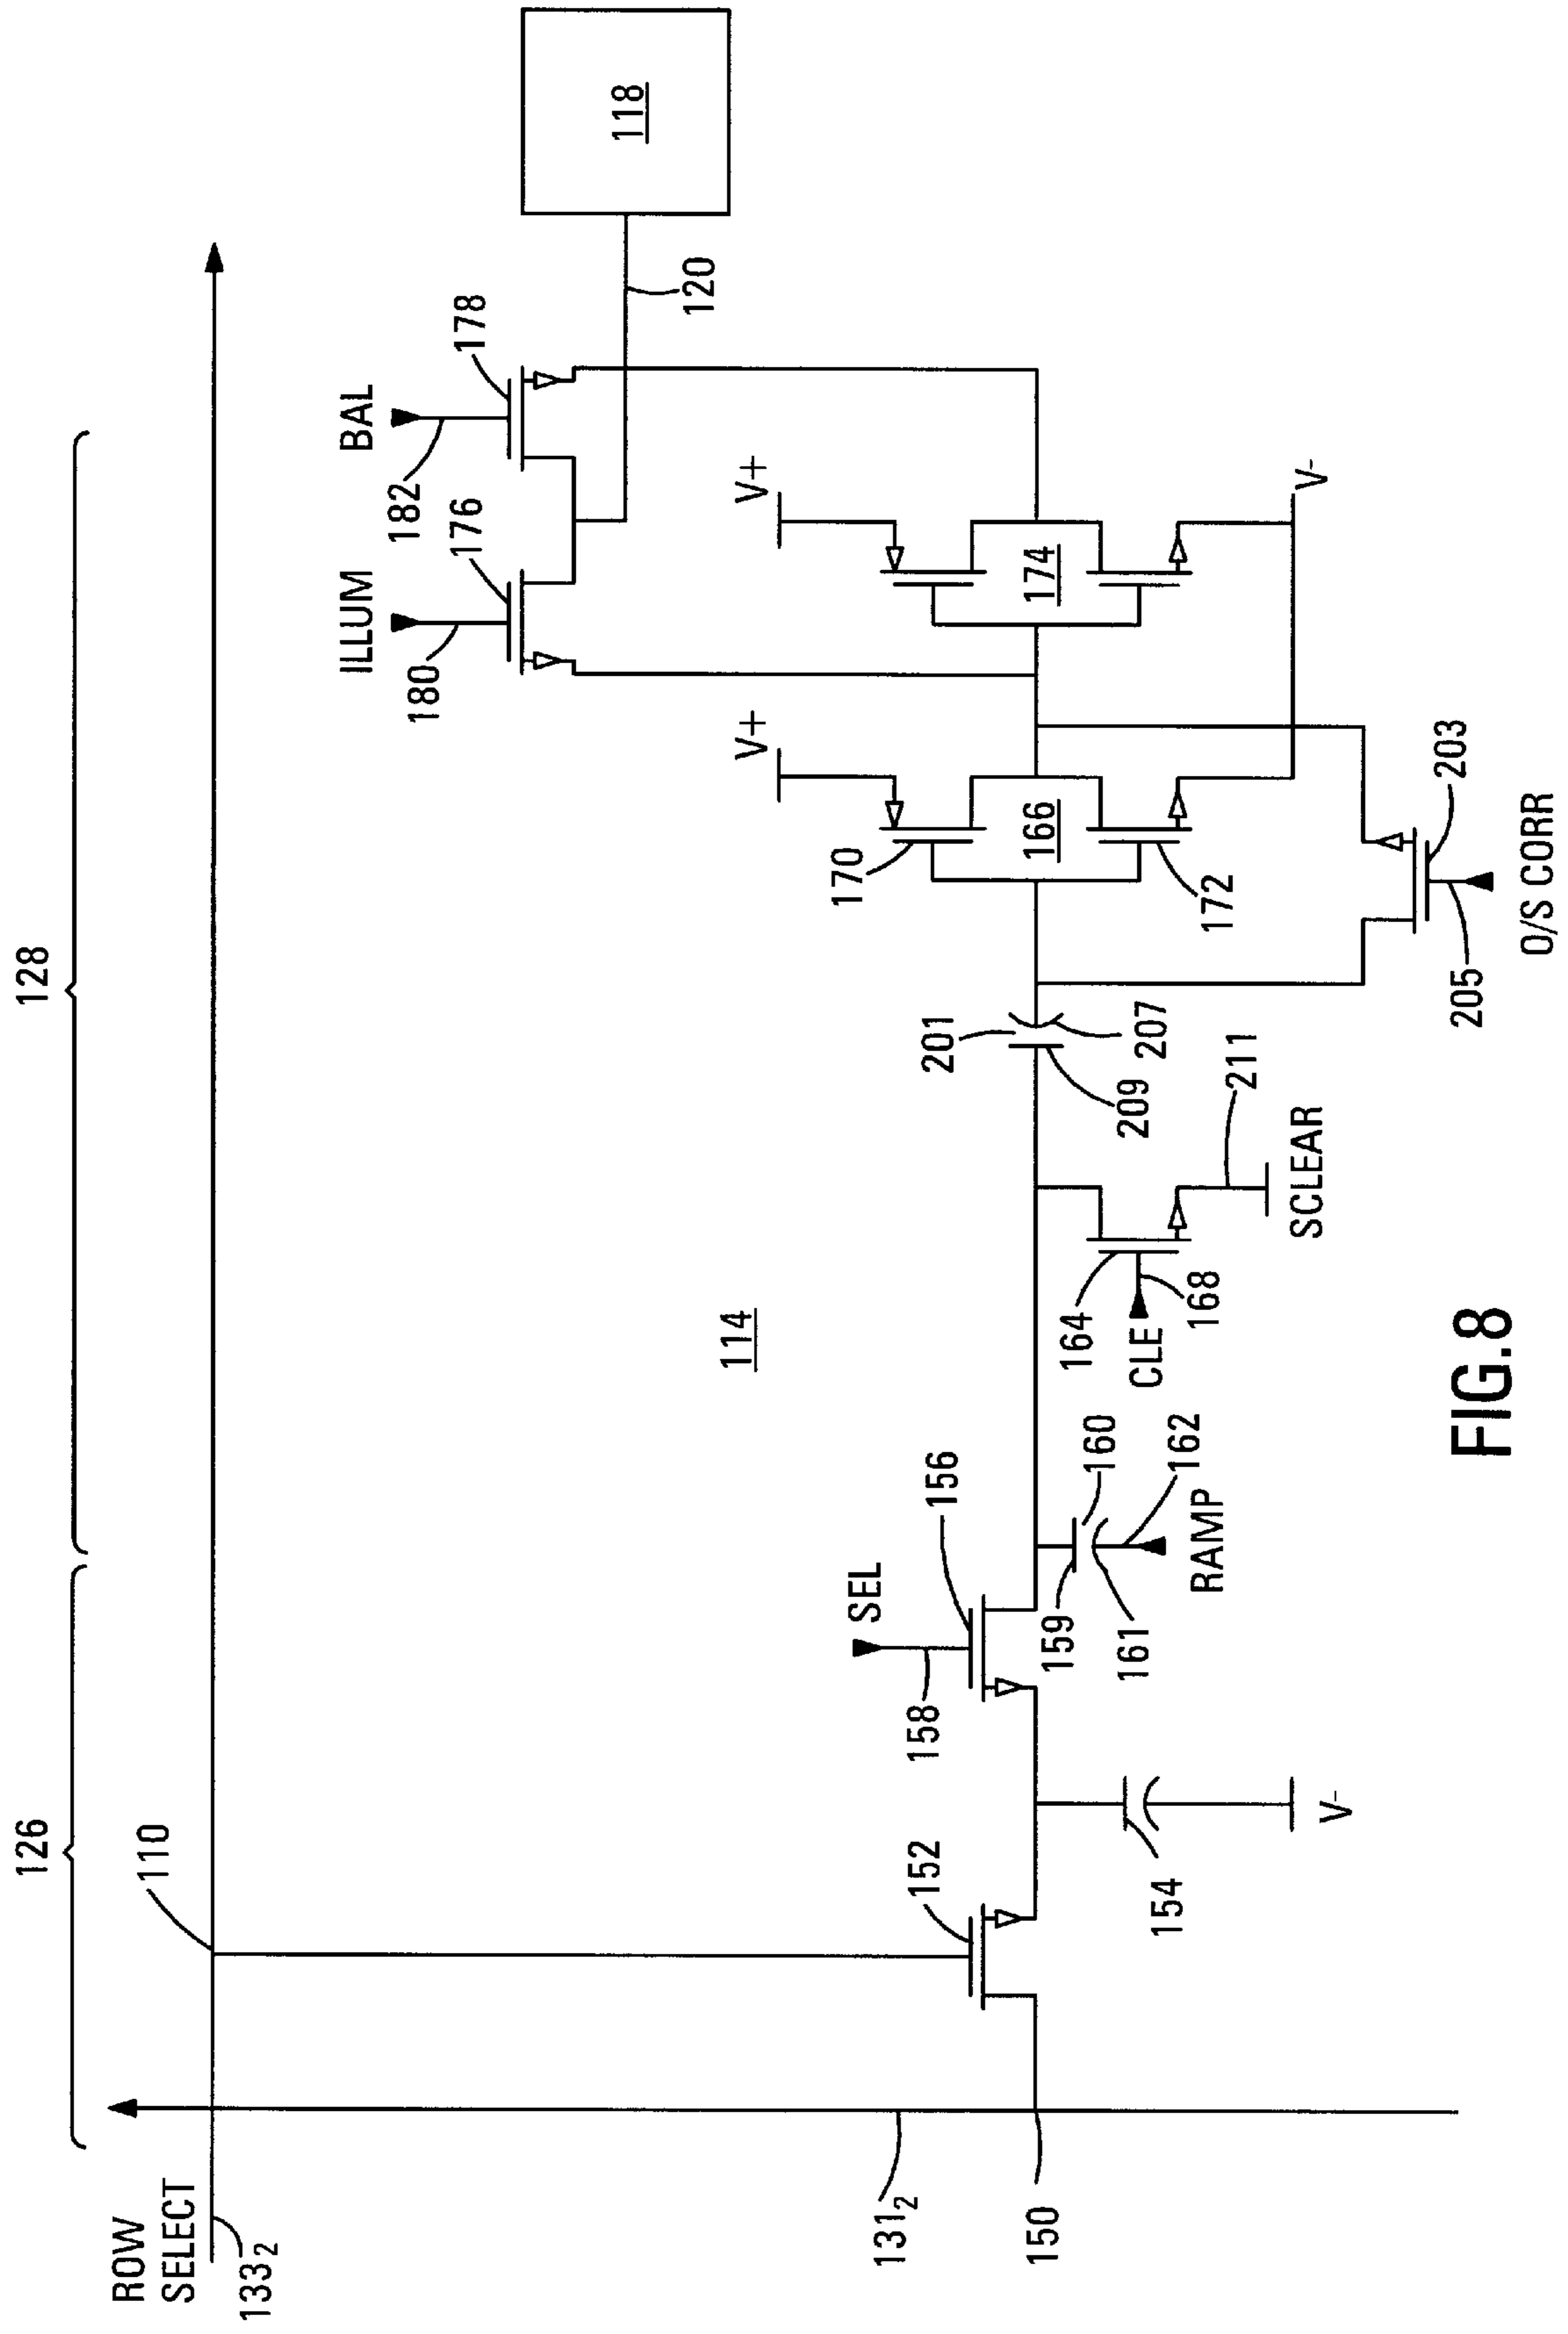 126
128
ROW
SELECT
133₂
110
ILLUM
BAL
180
176
182
178
118
120
114
SEL
158
156
V+
V+
170
166
174
172
V-
131₂
150
152
154
V-
159
160
161
162
RAMP
164
CLE
168
SCLEAR
211
201
209
207
205
203
O/S CORR
FIG.8